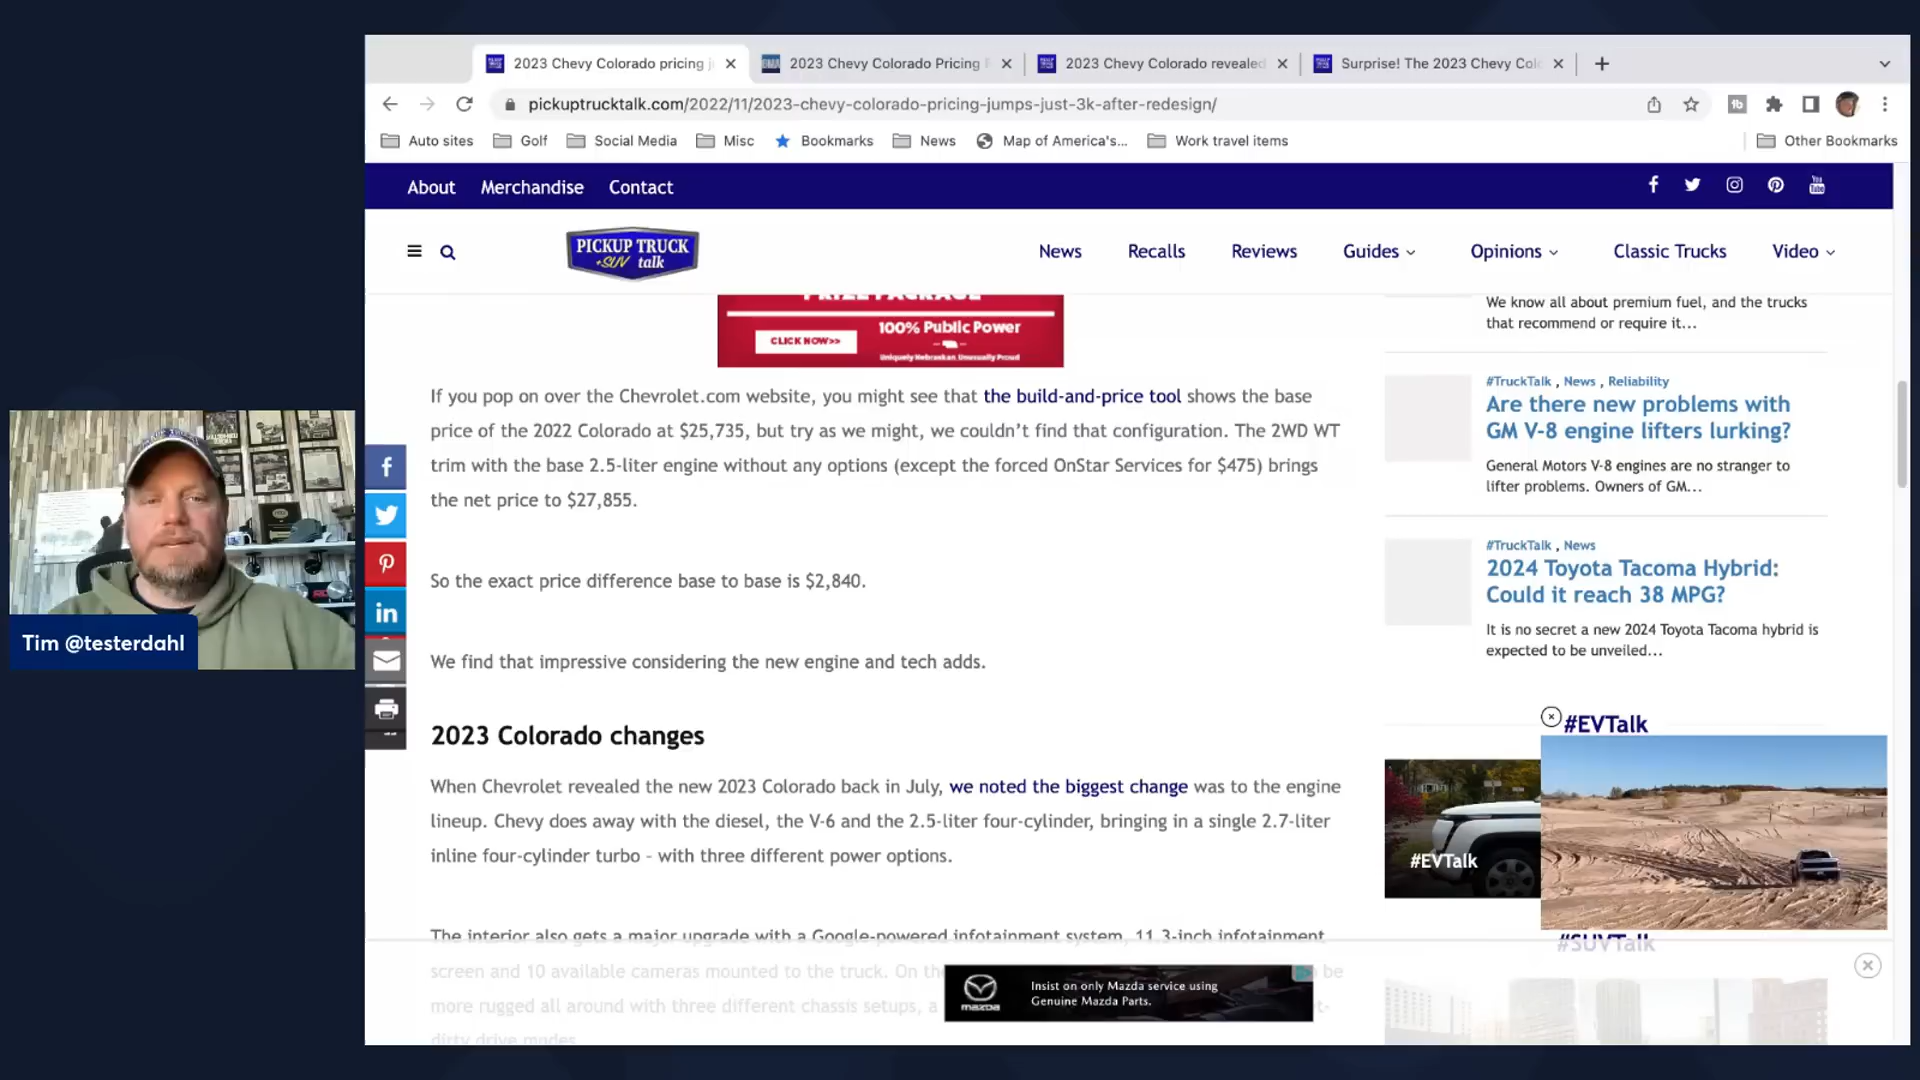 2023 Chevy Colorado pricing j
2023 Chevy Colorado Pricing
2023 Chevy Colorado revealed
Surprise! The 2023 Chevy Col
pickuptrucktalk.com/2022/11/2023-chevy-colorado-pricing-jumps-just-3k-after-redesign/
Auto sites
Golf
Social Media
Misc
Bookmarks
News
Map of America's...
Work travel items
Other Bookmarks
About
Merchandise
Contact
PICKUP TRUCK
+SUV talk
News
Recalls
Reviews
Guides
Opinions
Classic Trucks
Video
CLICK NOW>>
100% Public Power
Uniquely Nebraskan. Unusually Proud
If you pop on over the Chevrolet.com website, you might see that the build-and-price tool shows the base
price of the 2022 Colorado at $25,735, but try as we might, we couldn't find that configuration. The 2WD WT
trim with the base 2.5-liter engine without any options (except the forced OnStar Services for $475) brings
the net price to $27,855.
So the exact price difference base to base is $2,840.
We find that impressive considering the new engine and tech adds.
2023 Colorado changes
When Chevrolet revealed the new 2023 Colorado back in July, we noted the biggest change was to the engine
lineup. Chevy does away with the diesel, the V-6 and the 2.5-liter four-cylinder, bringing in a single 2.7-liter
inline four-cylinder turbo - with three different power options.
The interior also gets a major upgrade with a Google-powered infotainment system, 11.3-inch infotainment
screen and 10 available cameras mounted to the truck. On the be
more rugged all around with three different chassis setups, a
dirty drive modes
We know all about premium fuel, and the trucks
that recommend or require it...
#TruckTalk , News , Reliability
Are there new problems with
GM V-8 engine lifters lurking?
General Motors V-8 engines are no stranger to
lifter problems. Owners of GM...
#TruckTalk , News
2024 Toyota Tacoma Hybrid:
Could it reach 38 MPG?
It is no secret a new 2024 Toyota Tacoma hybrid is
expected to be unveiled...
#EVTalk
#EVTalk
#SUVTalk
mazda
Insist on only Mazda service using
Genuine Mazda Parts.
Tim @testerdahl